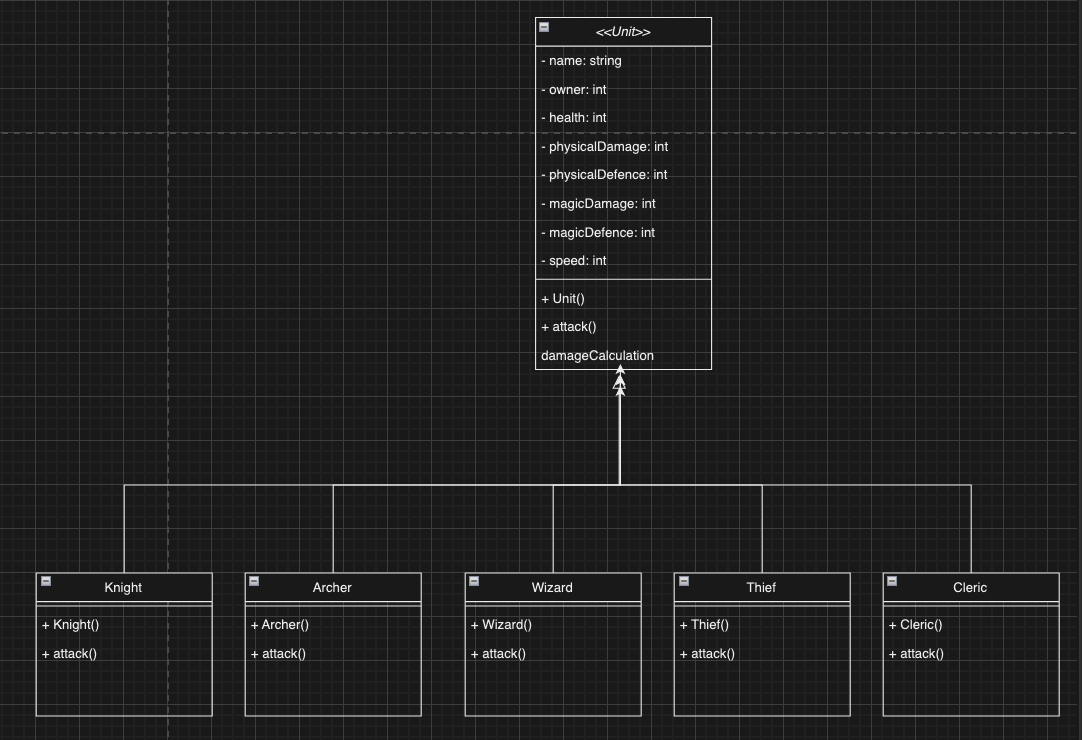 <<Unit>>
- name: string
- owner: int
- health: int
- physicalDamage: int
- physicalDefence: int
- magicDamage: int
- magicDefence: int
- speed: int
+ Unit()
+ attack()
damageCalculation
Knight
+ Knight()
+ attack()
Archer
+ Archer()
+ attack()
Wizard
+ Wizard()
+ attack()
Thief
+ Thief()
+ attack()
Cleric
+ Cleric()
+ attack()